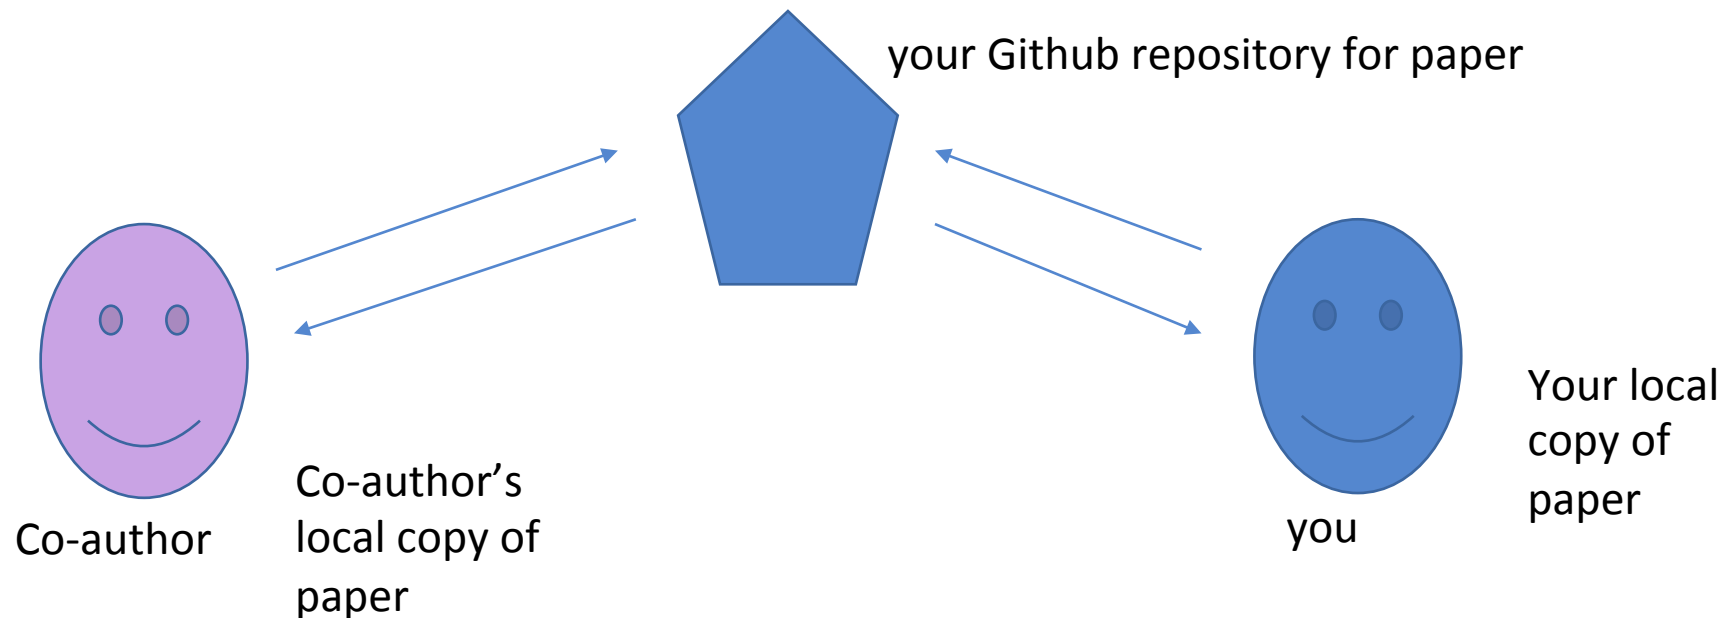 your Github repository for paper
Co-author
Co-author’s
local copy of
paper
you
Your local
copy of
paper